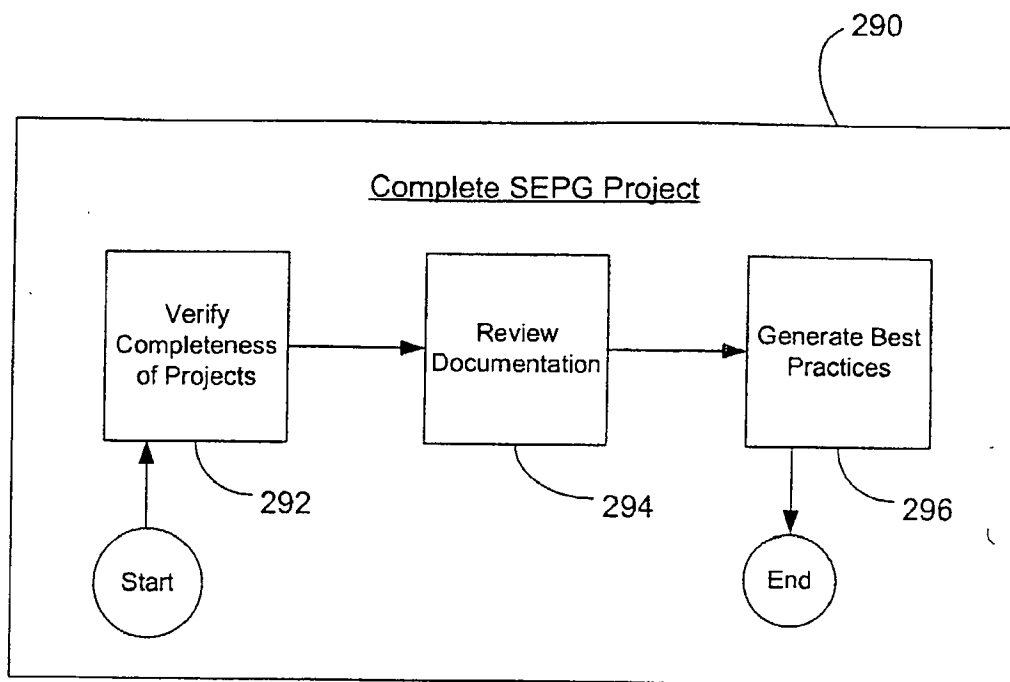 290
Complete SEPG Project
Verify
Completeness
of Projects
Review
Documentation
Generate Best
Practices
292
294
296
Start
End